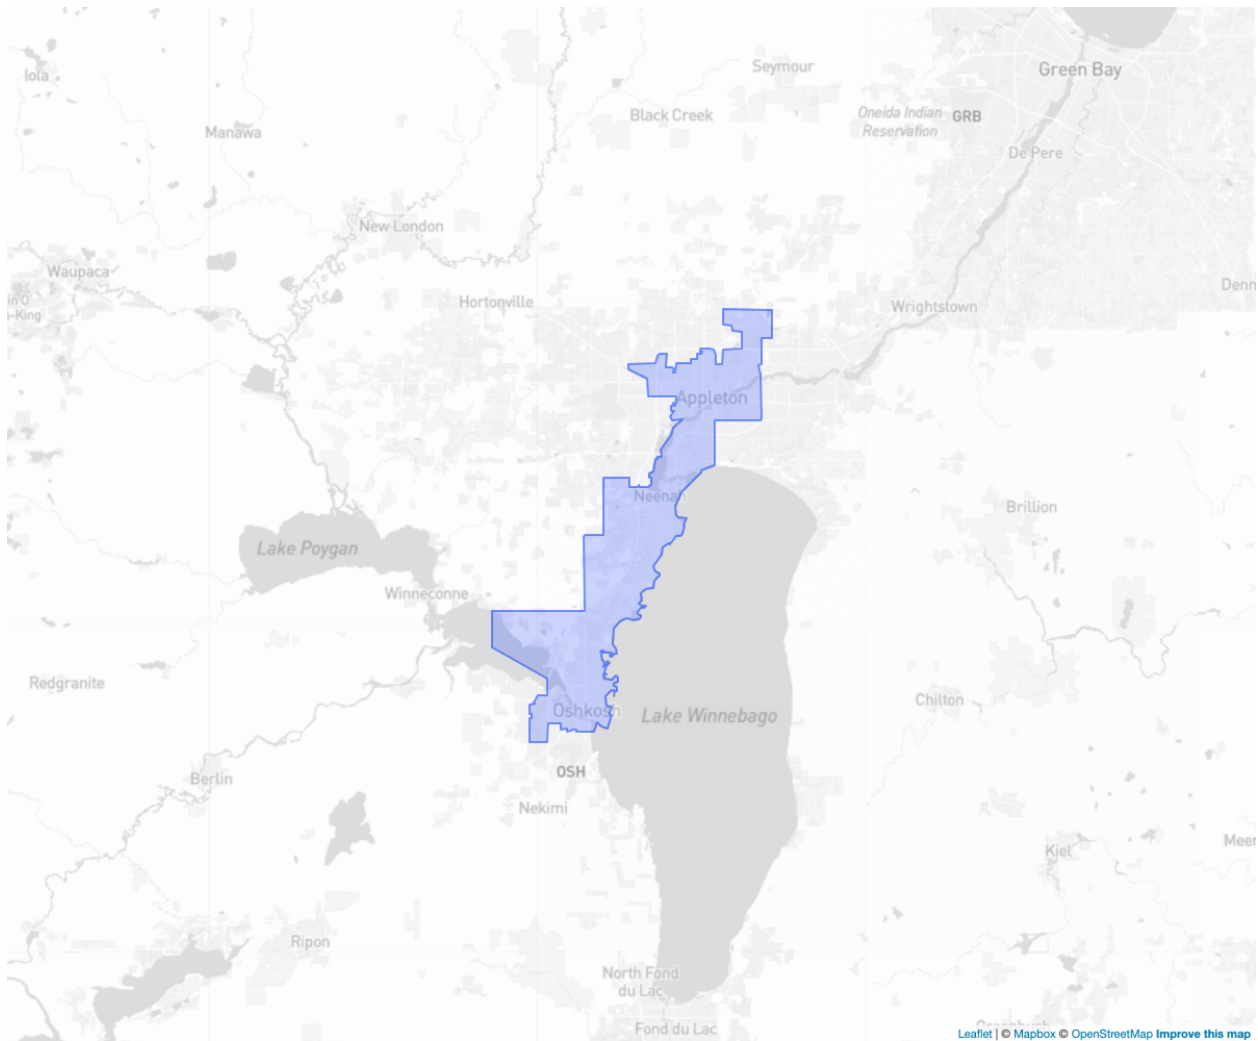 Green Bay
Seymour
Iola
Black Creek
Oneida Indian
Reservation
GRB
Manawa
De Pere
New London
Waupaca
Denn
in O'
-King
Hortonville
Wrightstown
Appleton
Neenah
Brillion
Lake Poygan
Winneconne
Redgranite
Chilton
Oshkosh
Lake Winnebago
OSH
Berlin
Nekimi
Kiel
Meer
Ripon
North Fond
du Lac
Fond du Lac
Leaflet | © Mapbox © OpenStreetMap Improve this map